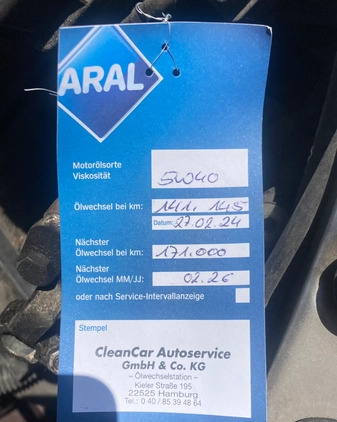 ARAL
Motorölsorte
Viskosität
5W40
Ölwechsel bei km: 141.145
Datum: 27.02.24
Nächster
Ölwechsel bei km: 171.000
Nächster
Ölwechsel MM/JJ: 02.26
oder nach Service-Intervallanzeige
Stempel
CleanCar Autoservice
GmbH & Co. KG
– Ölwechselstation –
Kieler Straße 195
22525 Hamburg
Tel.: 0 40 / 85 39 48 64